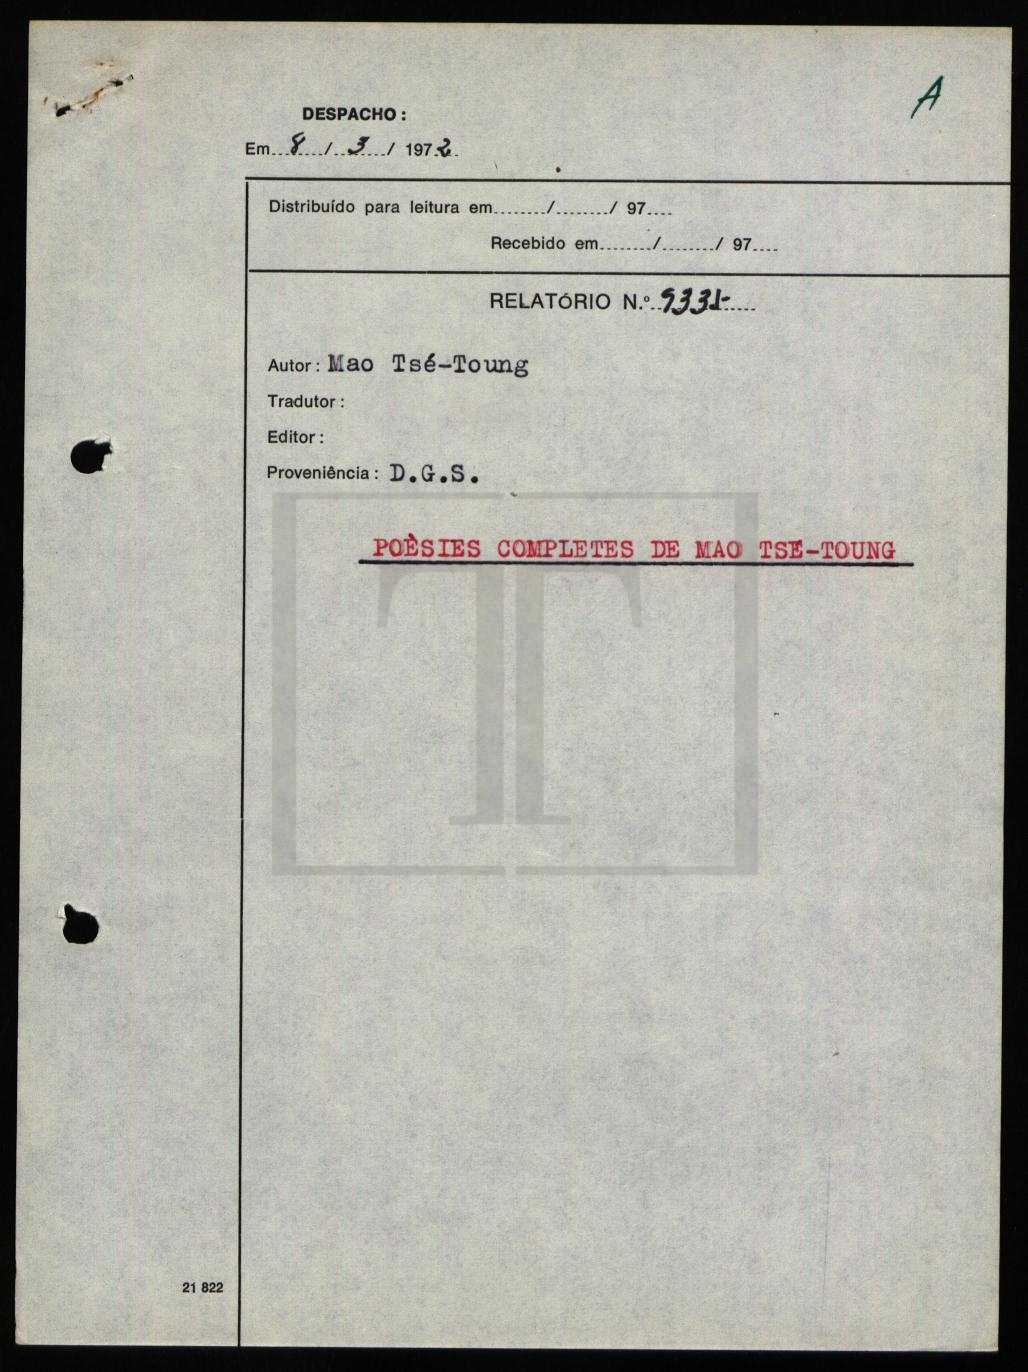 A
DESPACHO:
Em 8 / 3 / 1972
Distribuído para leitura em......../......../ 97....
Recebido em......../......../ 97....
RELATÓRIO N.º
Autor: Mao Tsé-Toung
Tradutor:
Editor:
Proveniência: D.G.S.
POÈSIES COMPLETES DE MAO TSÉ-TOUNG
21 822